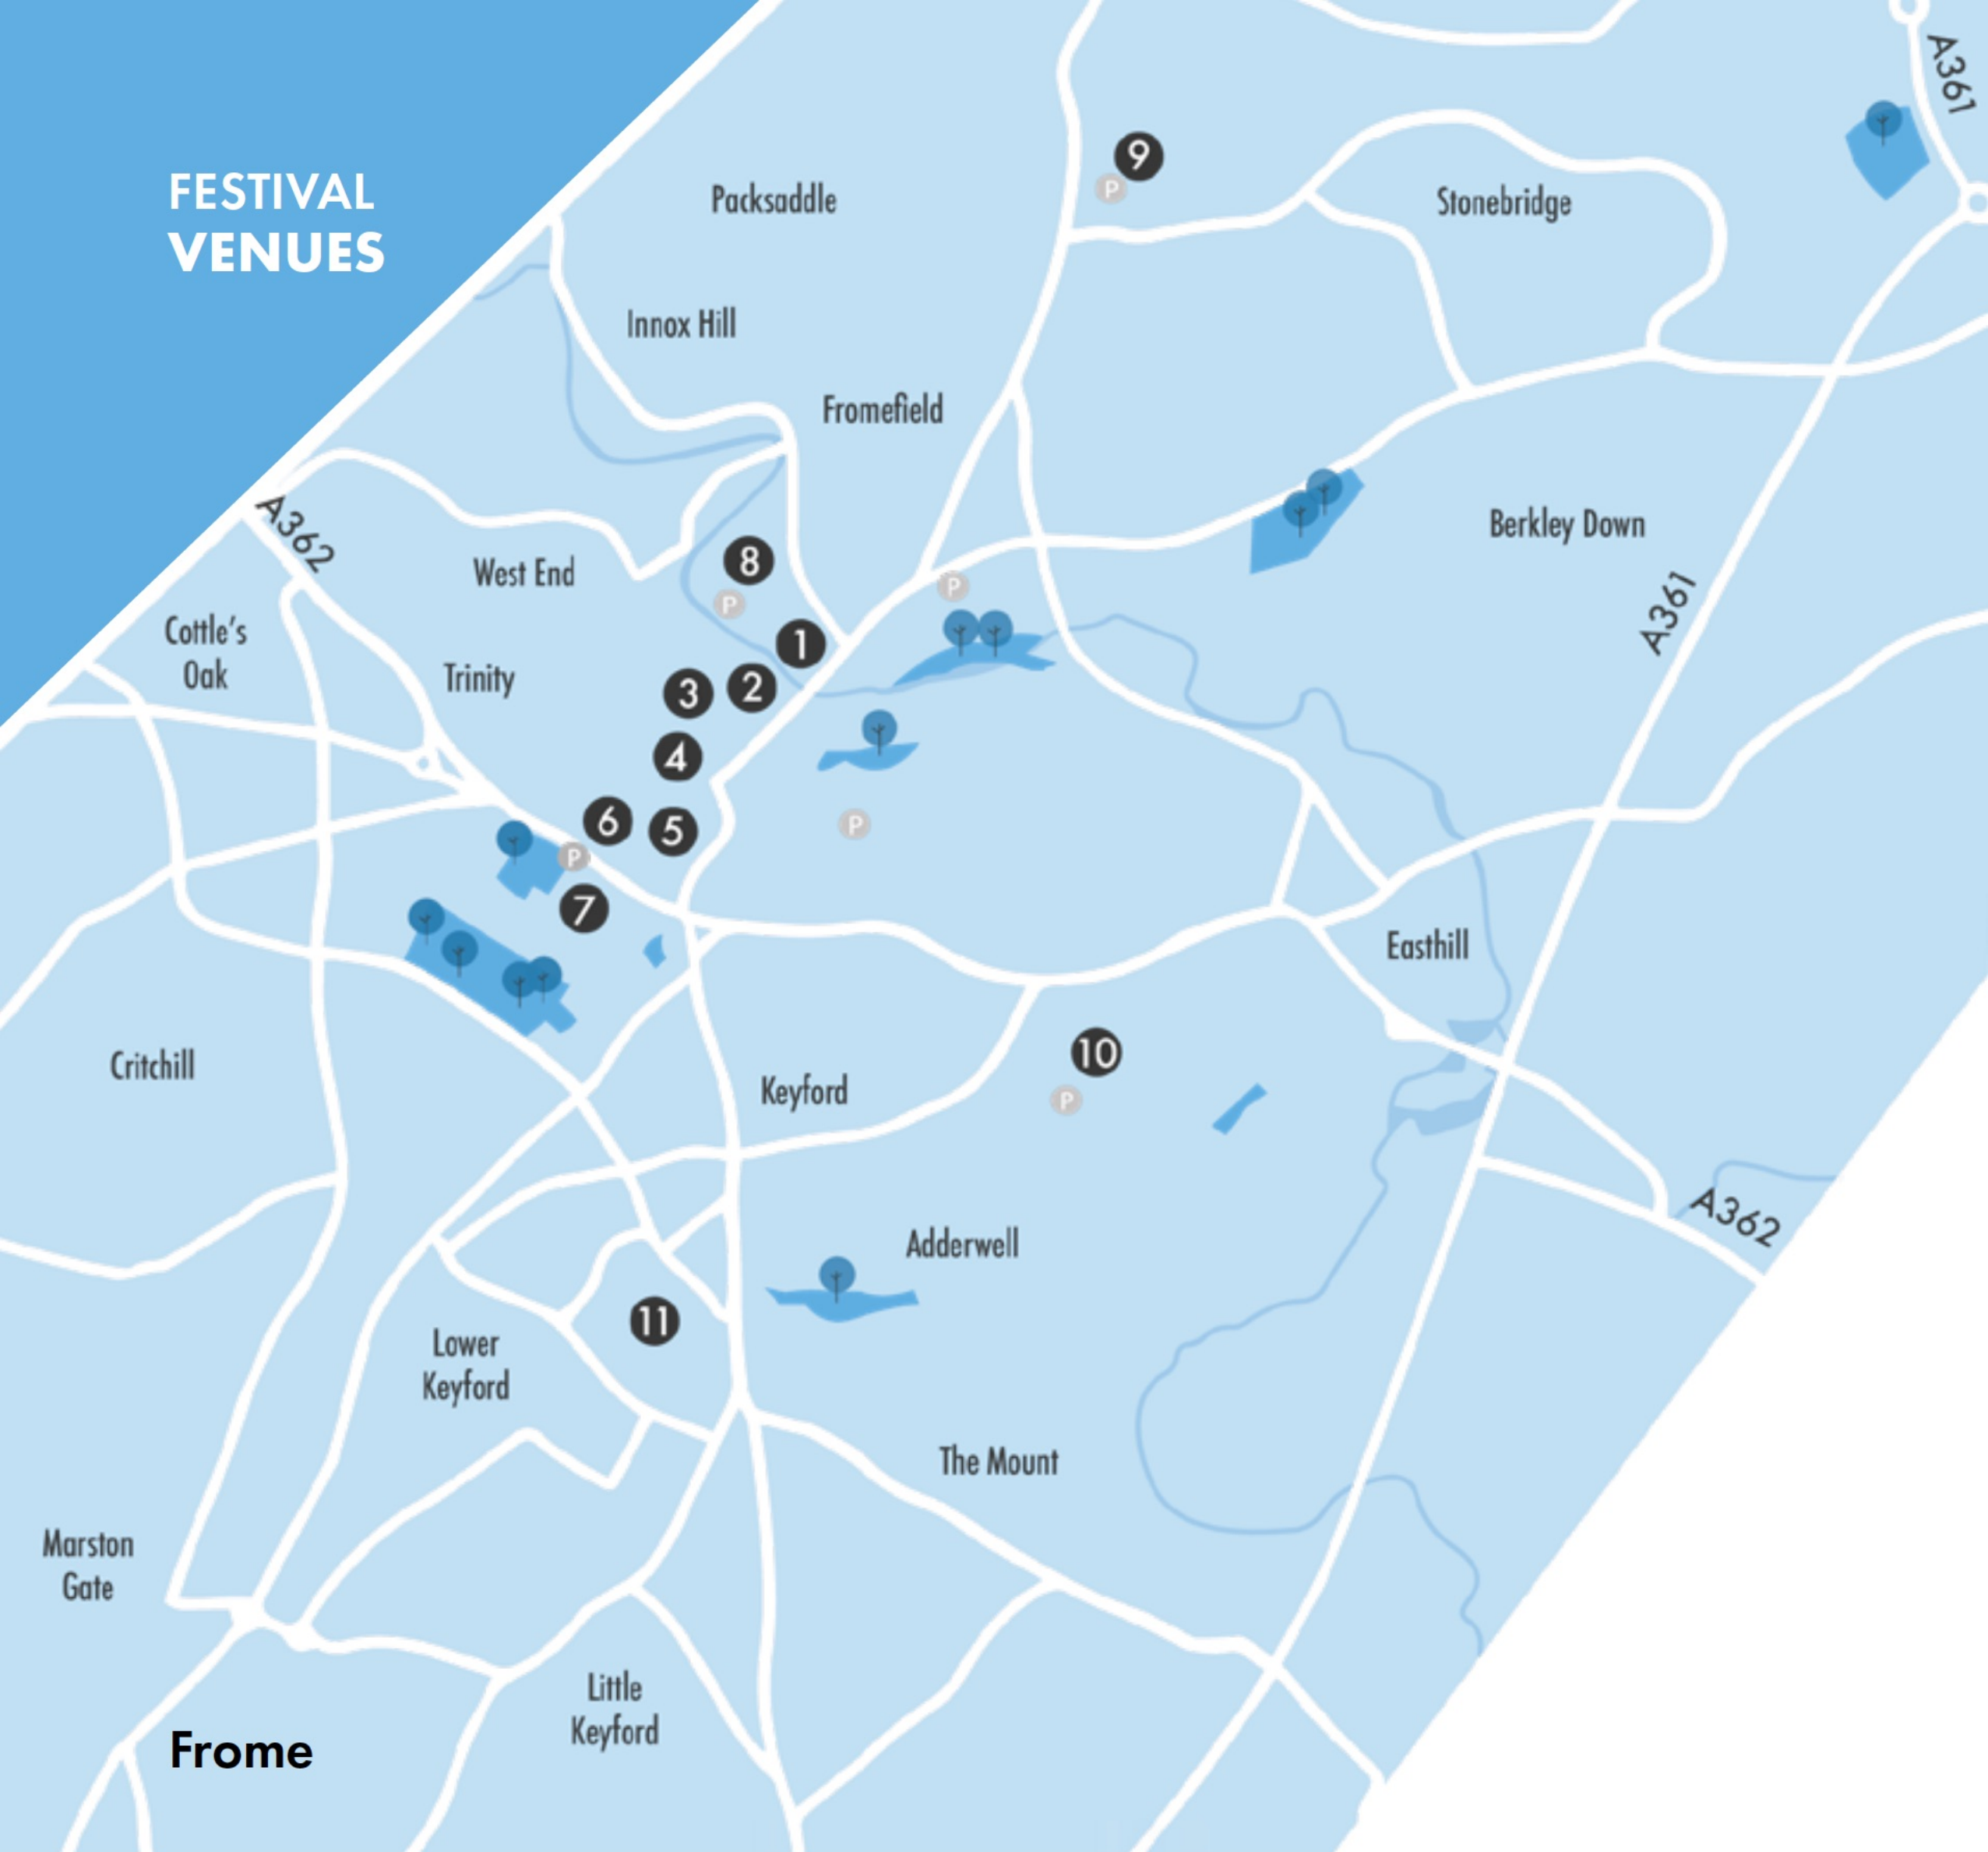 FESTIVAL
VENUES
A361
9
P
Packsaddle
Stonebridge
Innox Hill
Fromefield
A362
Berkley Down
West End
8
P
P
A361
Cottle's
Oak
1
Trinity
3
2
4
6
5
P
P
7
Easthill
10
P
Critchill
Keyford
A362
Adderwell
11
Lower
Keyford
The Mount
Marston
Gate
Little
Keyford
Frome